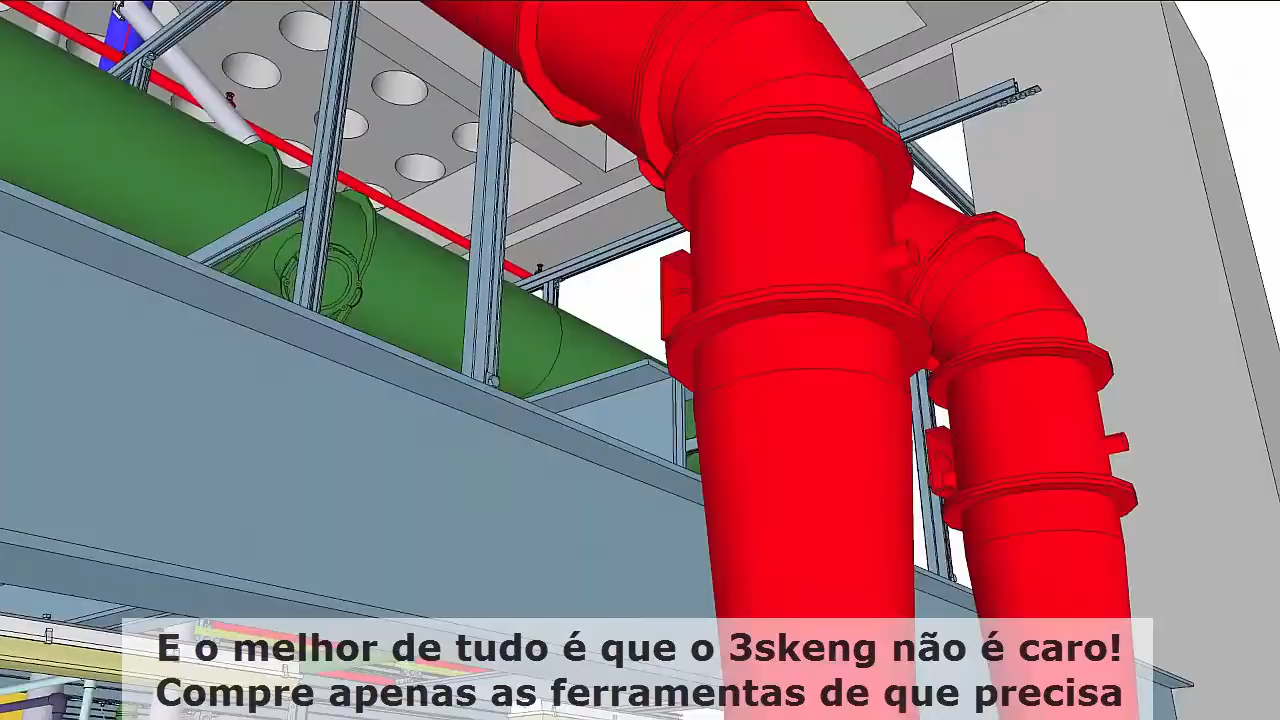 E o melhor de tudo é que o 3skeng não é caro!
Compre apenas as ferramentas de que precisa